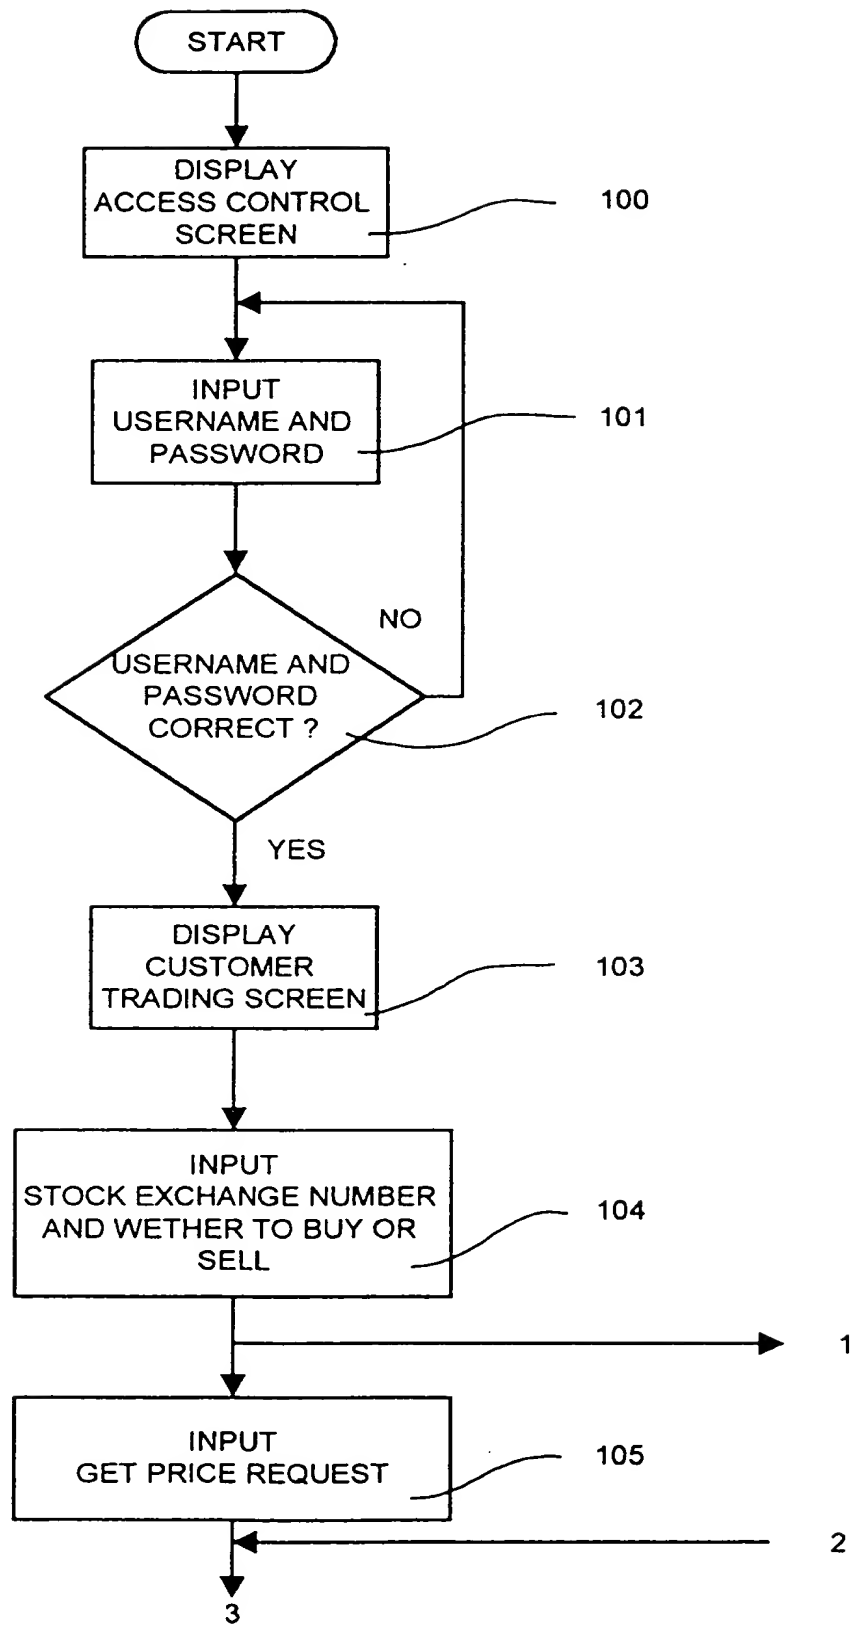 START
DISPLAY
ACCESS CONTROL
SCREEN
100
INPUT
USERNAME AND
PASSWORD
101
NO
USERNAME AND
PASSWORD
CORRECT ?
102
YES
DISPLAY
CUSTOMER
TRADING SCREEN
103
INPUT
STOCK EXCHANGE NUMBER
AND WETHER TO BUY OR
SELL
104
1
INPUT
GET PRICE REQUEST
105
2
3